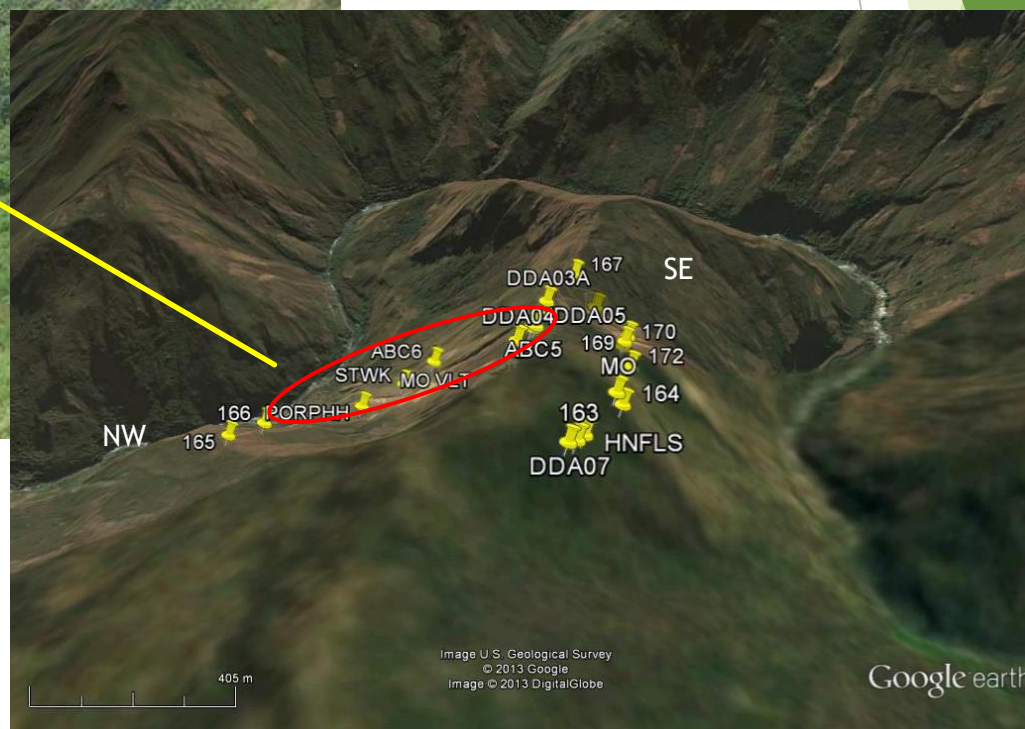 167
SE
DDA03A
DDA04
DDA05
170
169
ABC5
ABC6
MO
172
STWK
MO VLT
164
166
PORPHH
163
NW
165
HNFLS
DDA07
Image U.S. Geological Survey
© 2013 Google
Image © 2013 DigitalGlobe
405 m
Google earth